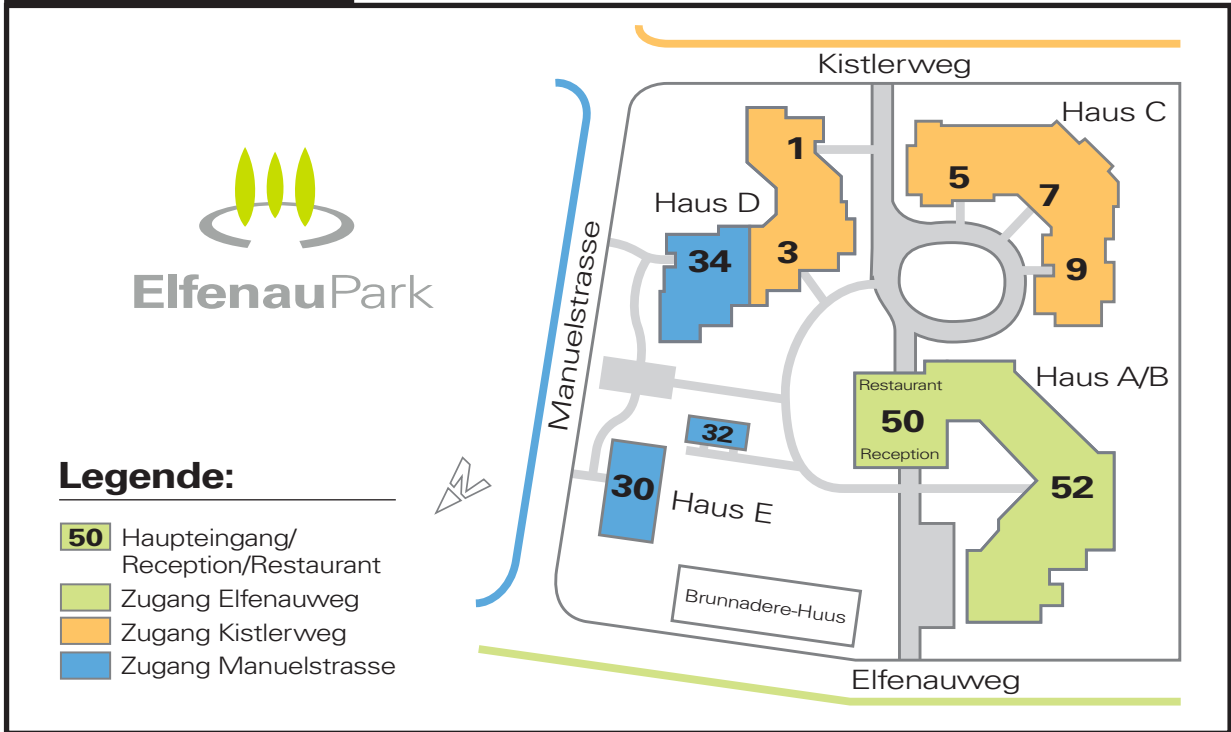 Kistlerweg
Haus C
1
5
7
Haus D
34
3
9
ElfenauPark
Manuelstrasse
Haus A/B
Restaurant
50
Reception
32
52
30
Haus E
N
Legende:
50 Haupteingang/
Reception/Restaurant
Zugang Elfenauweg
Zugang Kistlerweg
Zugang Manuelstrasse
Brunnadere-Huus
Elfenauweg